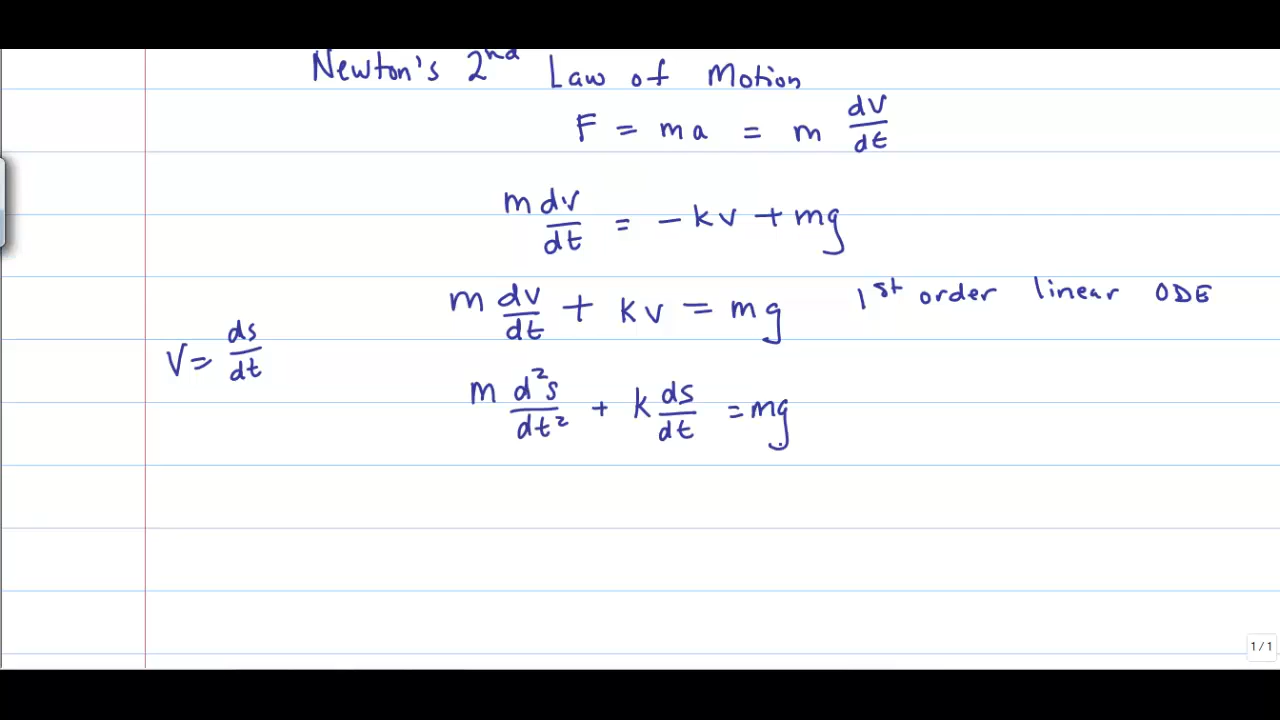 Newton's 2nd Law of Motion
F = ma = m dv/dt
m dv/dt = -kv + mg
m dv/dt + kv = mg 1st order linear ODE
V = ds/dt
m d²s/dt² + k ds/dt = mg
1/1